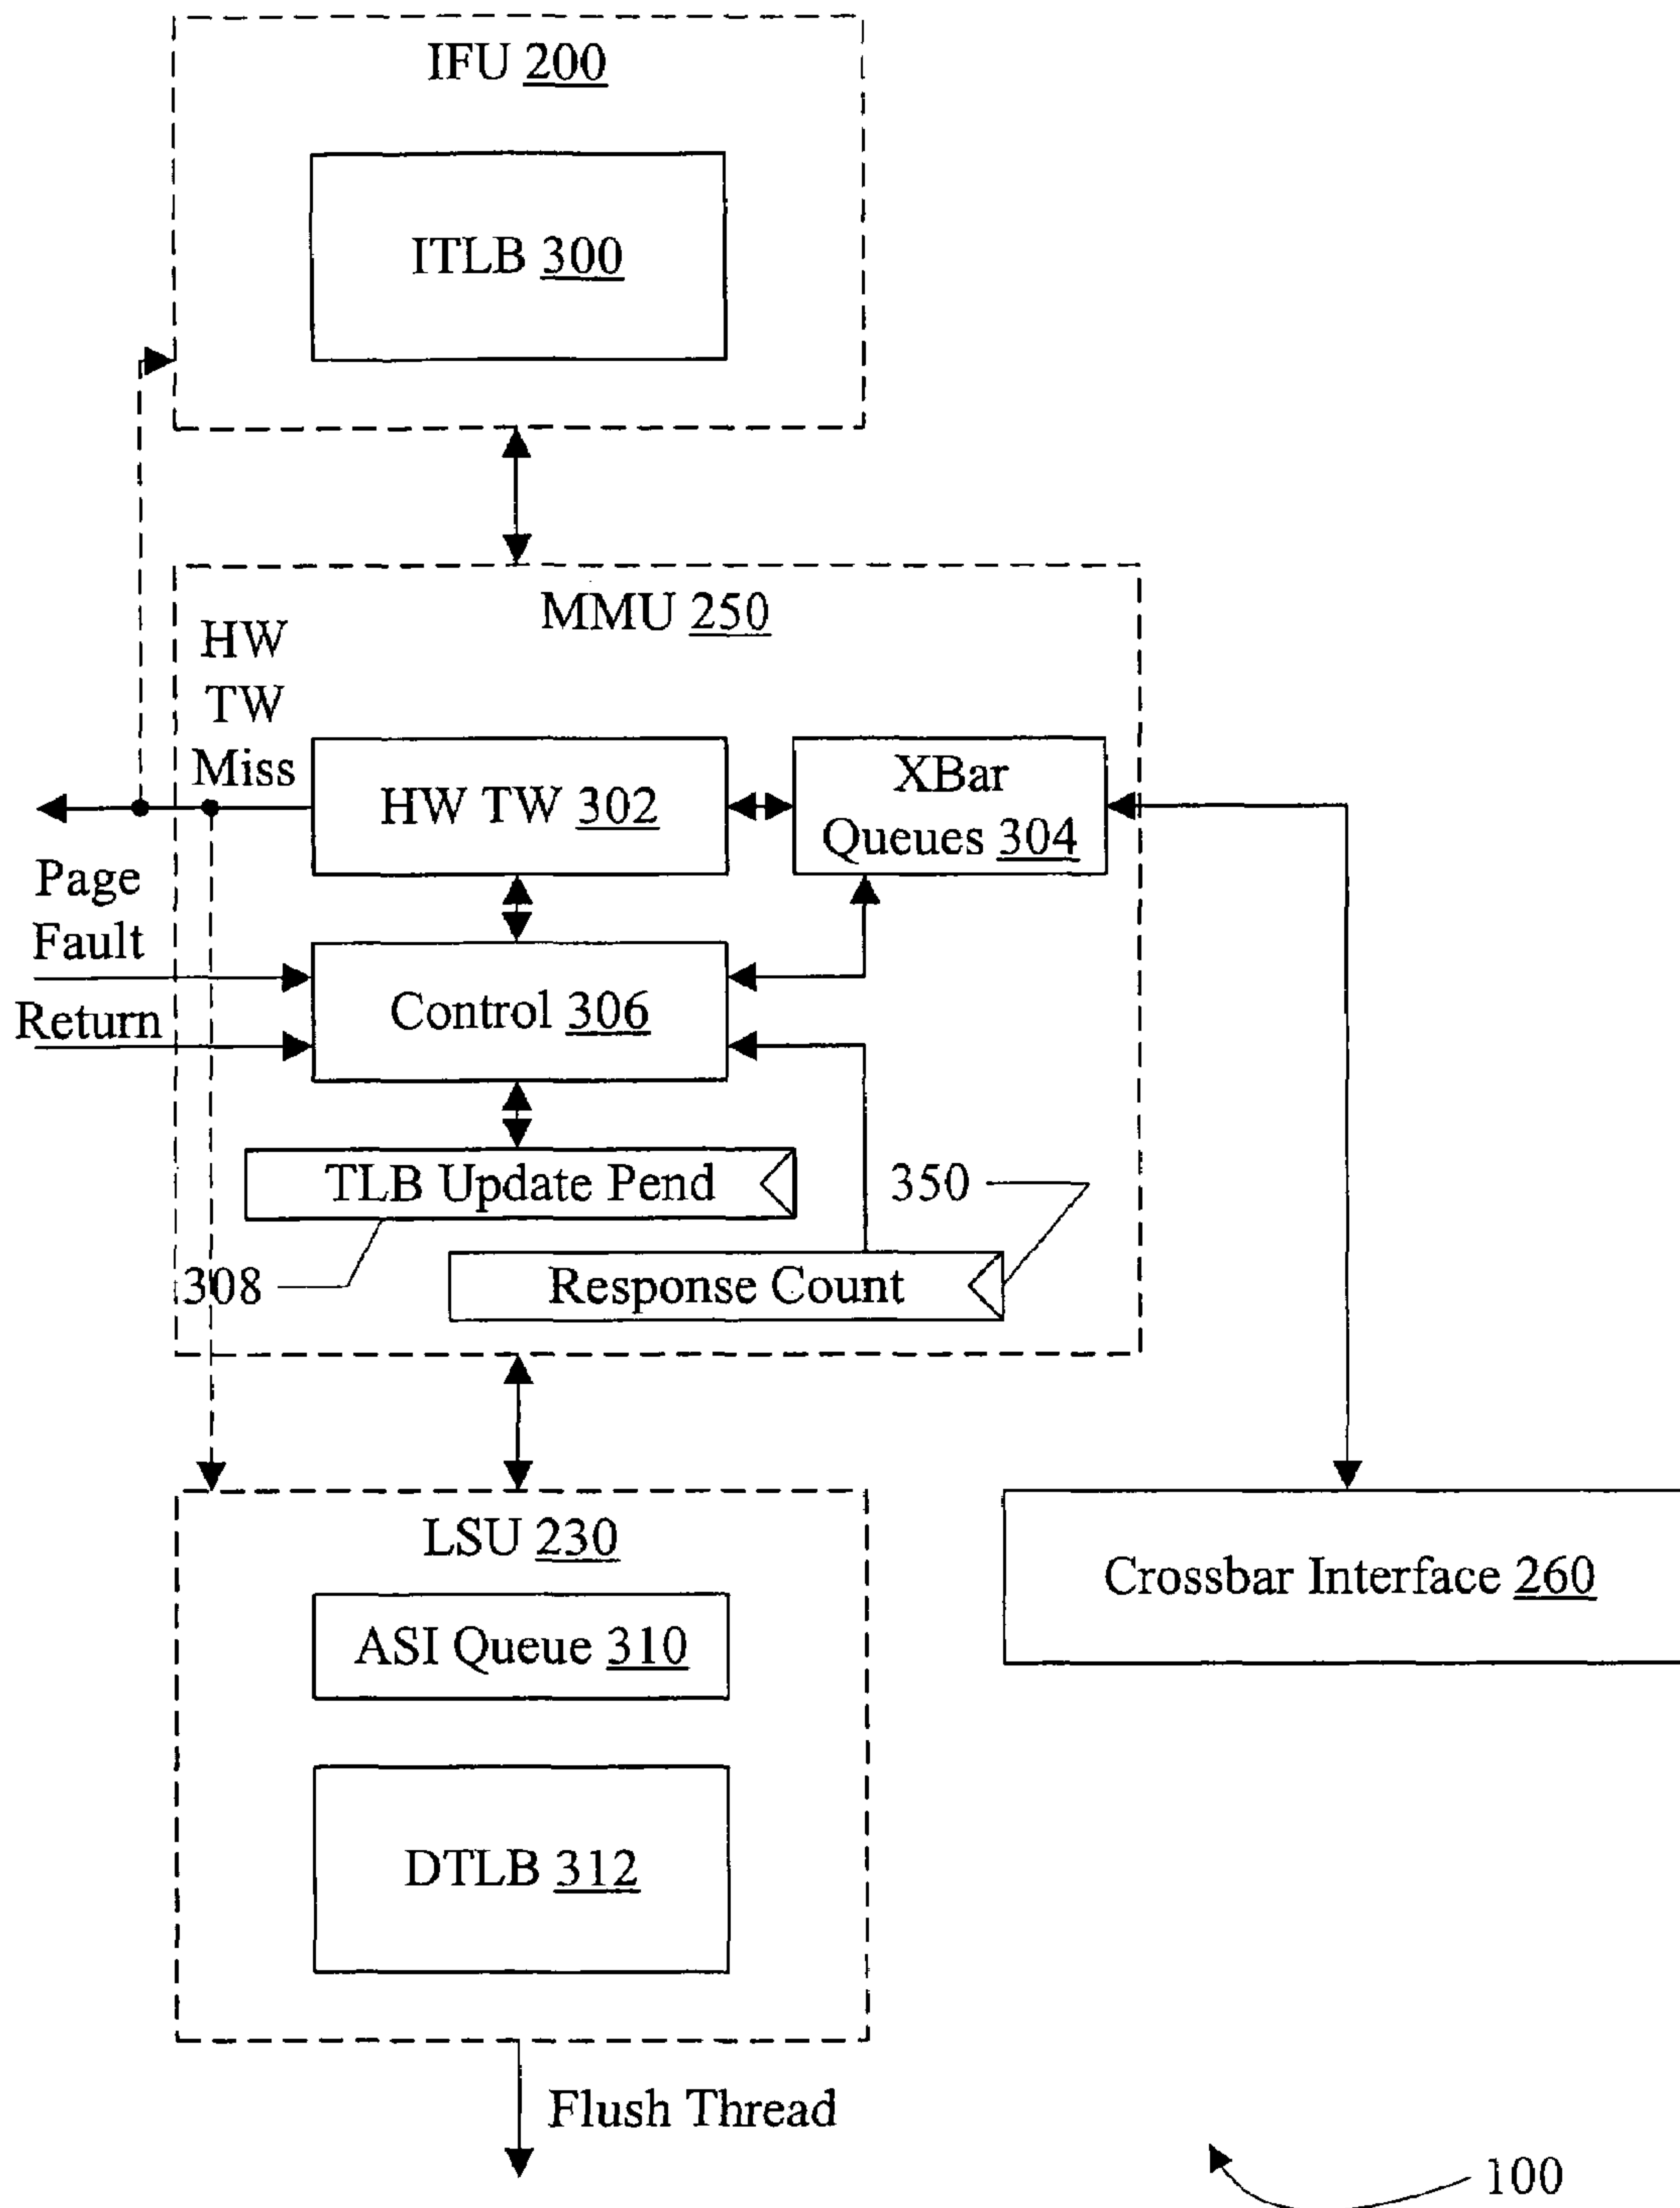 IFU 200
ITLB 300
MMU 250
HW
TW
Miss
HW TW 302
XBar
Queues 304
Page
Fault
Control 306
Return
TLB Update Pend
350
308
Response Count
LSU 230
Crossbar Interface 260
ASI Queue 310
DTLB 312
Flush Thread
100